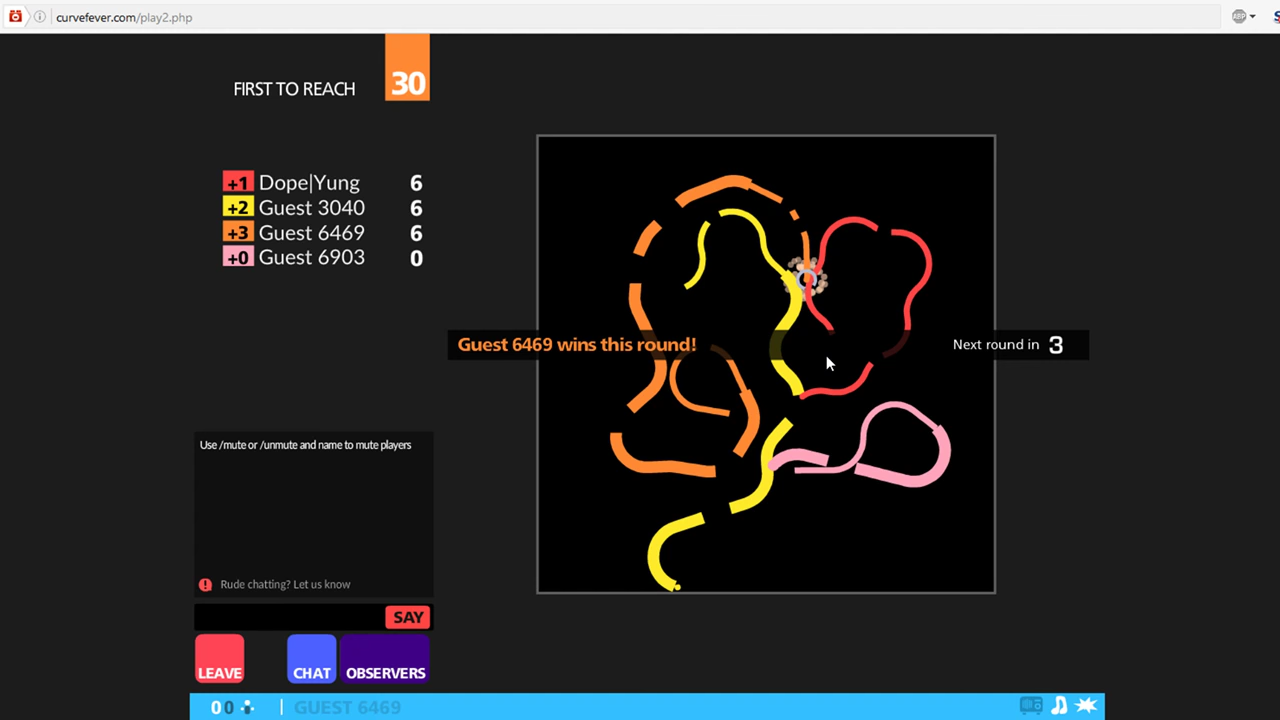 curvefever.com/play2.php
ABP
FIRST TO REACH 30
+1 Dope|Yung 6
+2 Guest 3040 6
+3 Guest 6469 6
+0 Guest 6903 0
Guest 6469 wins this round!
Next round in 3
Use /mute or /unmute and name to mute players
! Rude chatting? Let us know
SAY
LEAVE CHAT OBSERVERS
00 | GUEST 6469